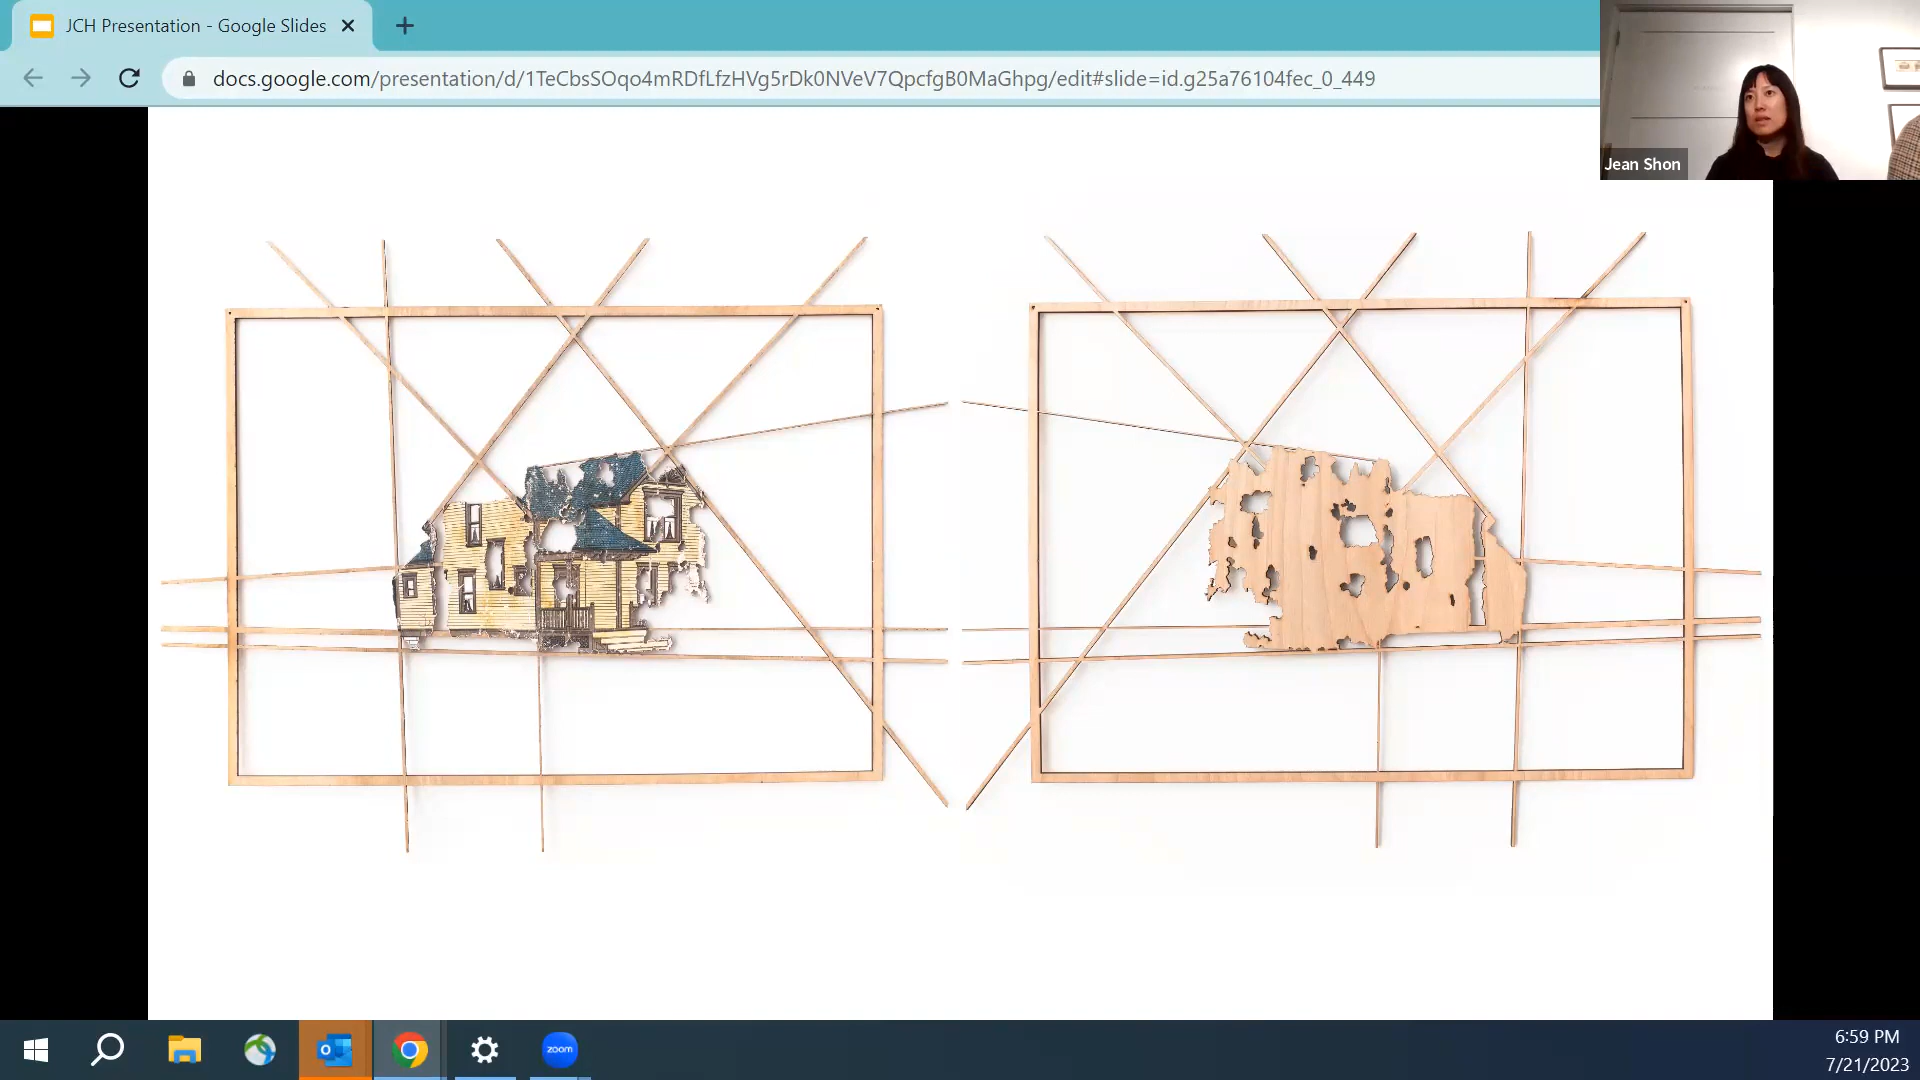 JCH Presentation - Google Slides
docs.google.com/presentation/d/1TeCbsSOqo4mRDfLfzHVg5rDk0NVeV7QpcfgB0MaGhpg/edit#slide=id.g25a76104fec_0_449
Jean Shon
zoom
6:59 PM
7/21/2023